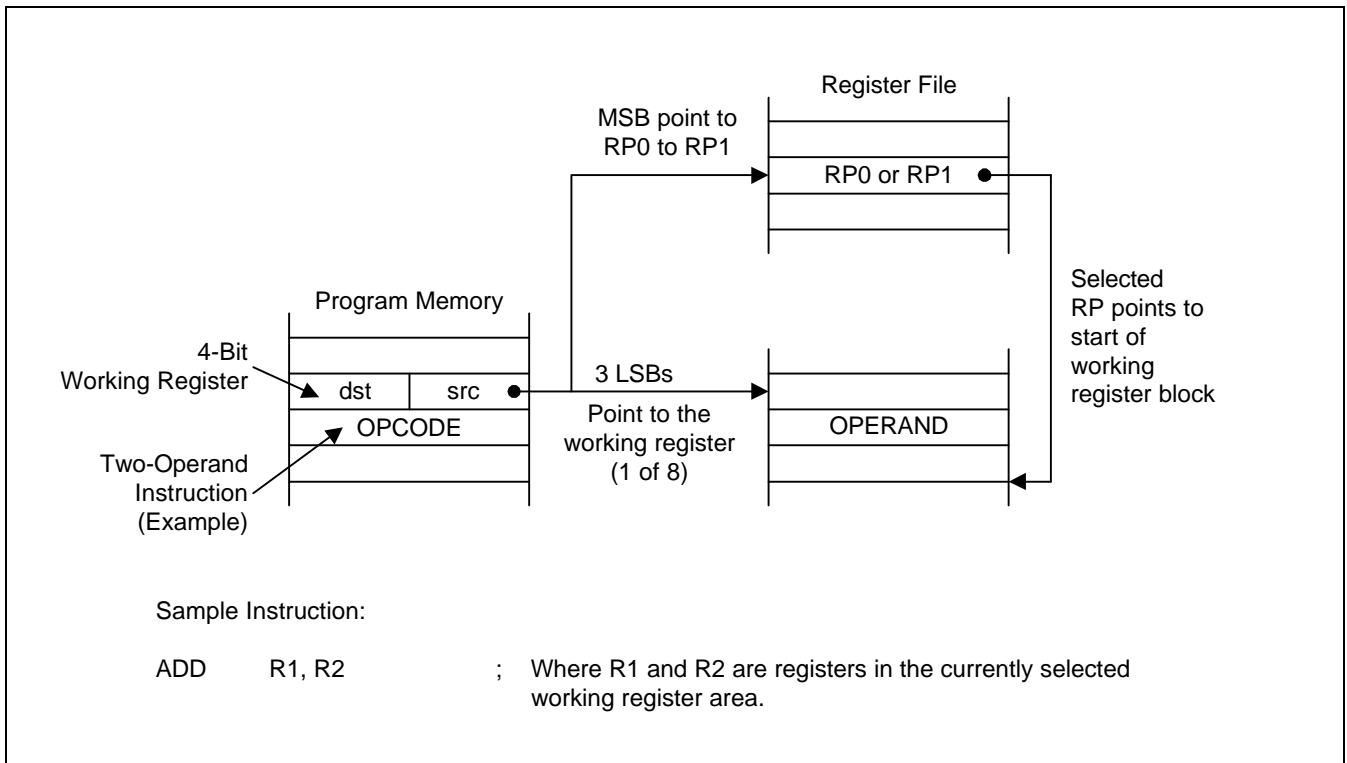 Register File
MSB point to
RP0 to RP1
RP0 or RP1
Selected
RP points to
start of
working
register block
Program Memory
4-Bit
Working Register
dst src
3 LSBs
Point to the
working register
(1 of 8)
OPCODE
OPERAND
Two-Operand
Instruction
(Example)
Sample Instruction:
ADD R1, R2 ; Where R1 and R2 are registers in the currently selected
working register area.